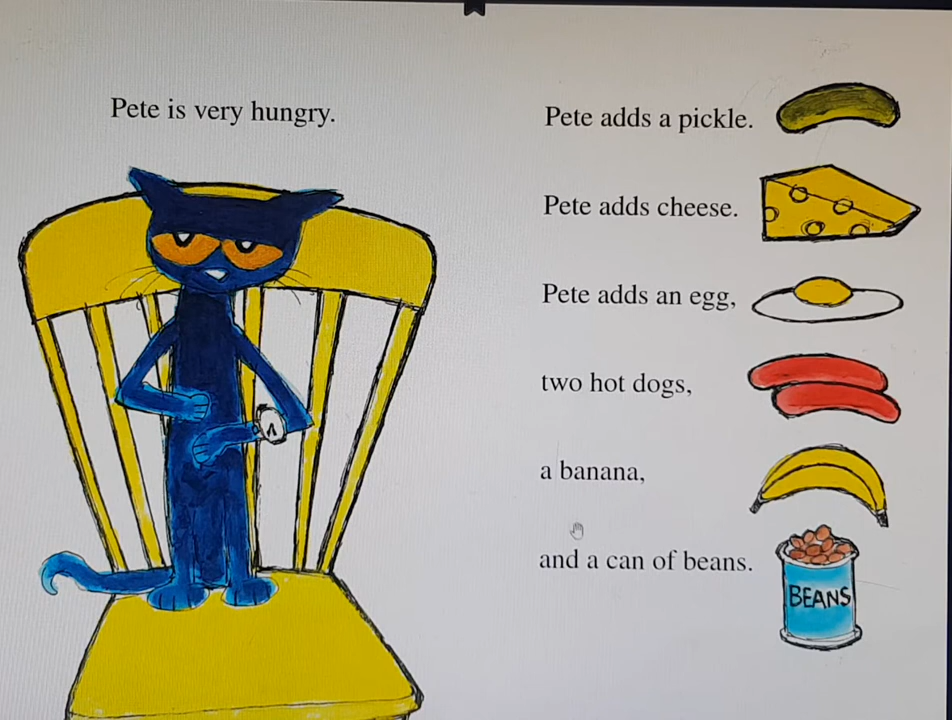 Pete is very hungry.
Pete adds a pickle.
Pete adds cheese.
Pete adds an egg,
two hot dogs,
a banana,
and a can of beans.
BEANS